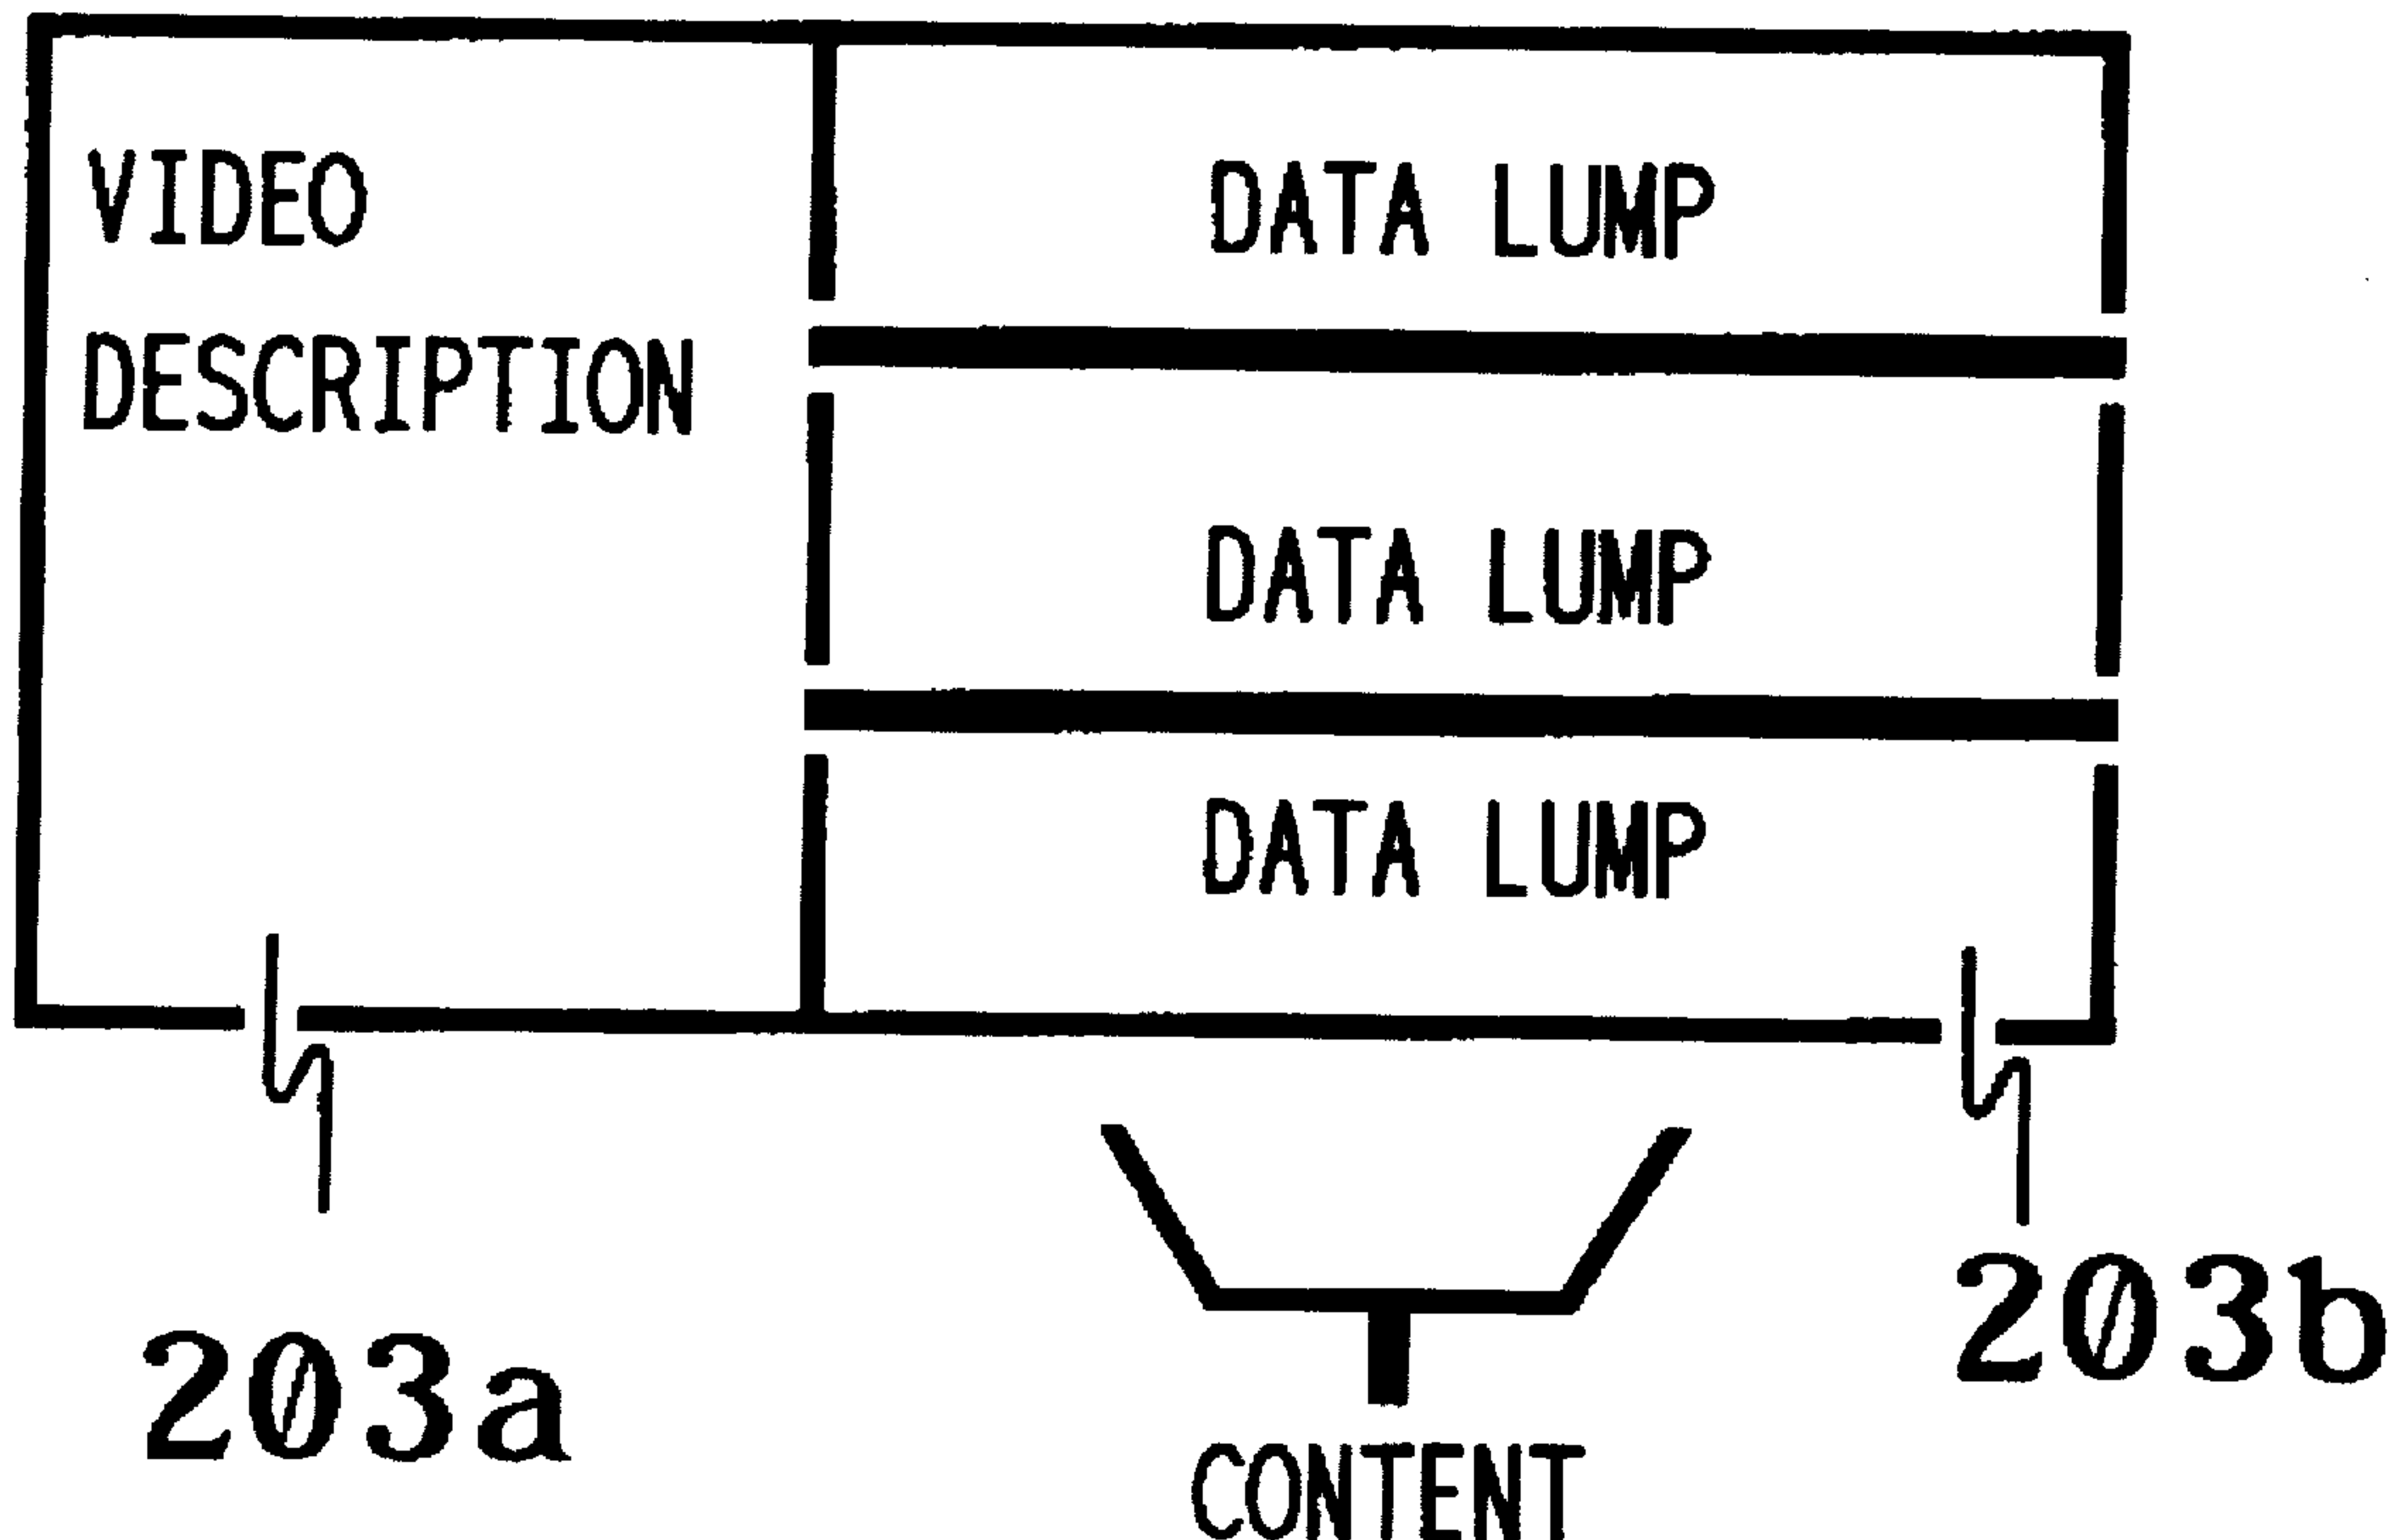 VIDEO
DESCRIPTION
DATA LUMP
DATA LUMP
DATA LUMP
203a
203b
CONTENT